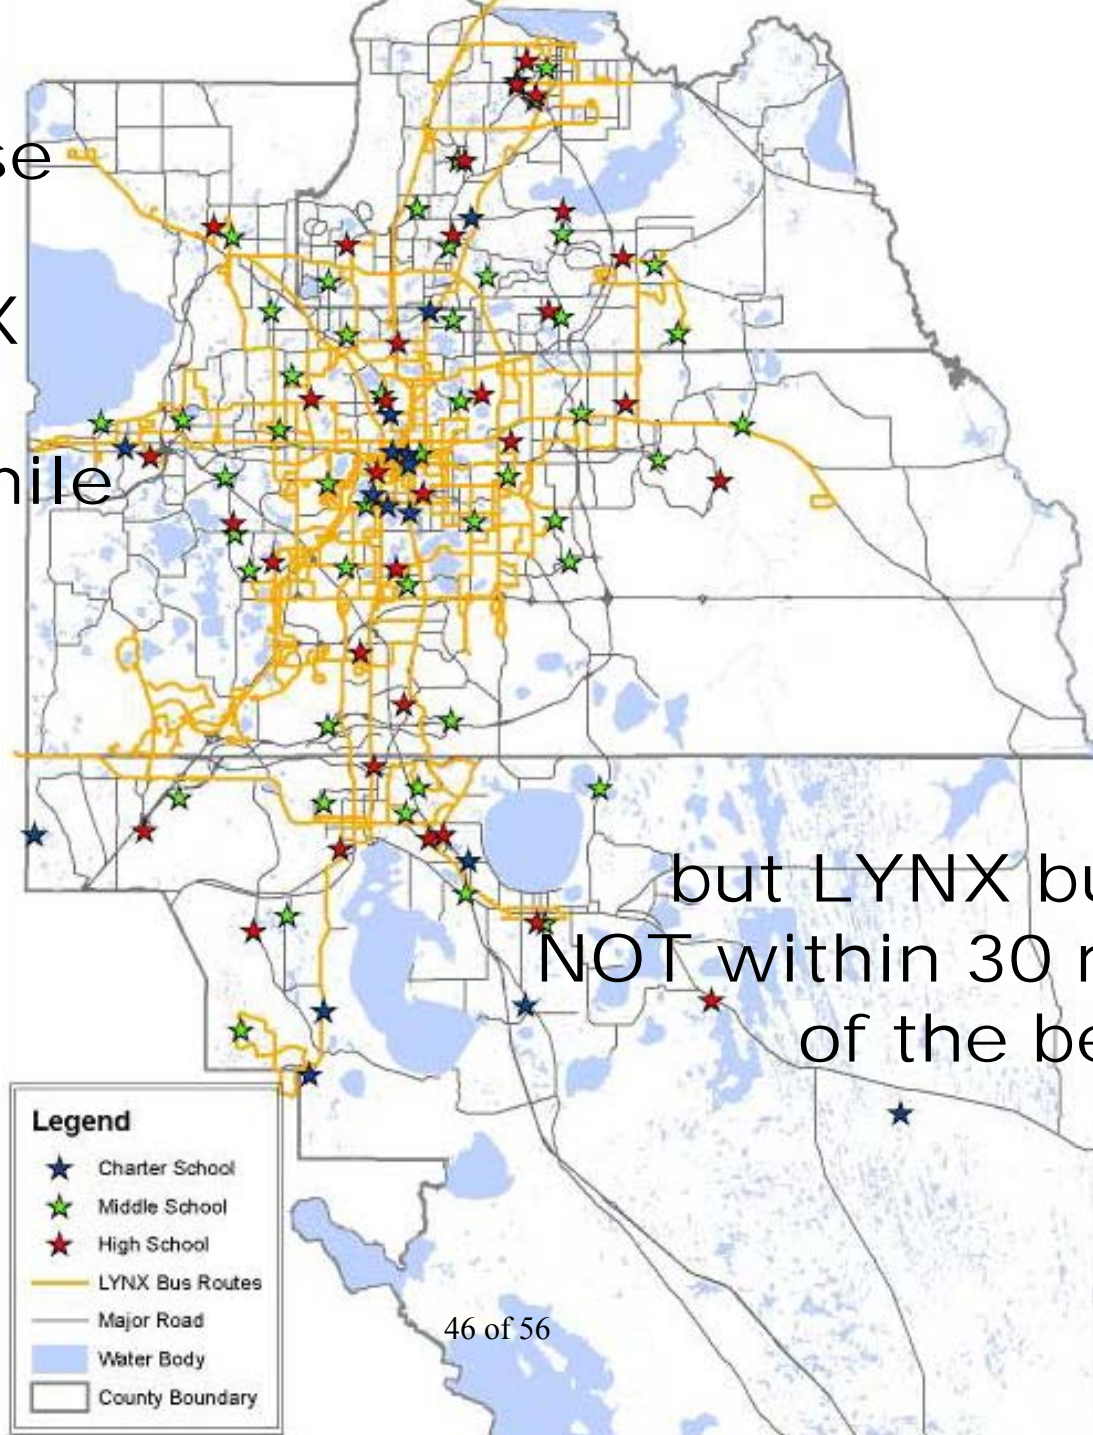 se
X
nile
but LYNX bu
NOT within 30 r
of the be
Legend
Charter School
Middle School
High School
LYNX Bus Routes
Major Road
Water Body
County Boundary
46 of 56